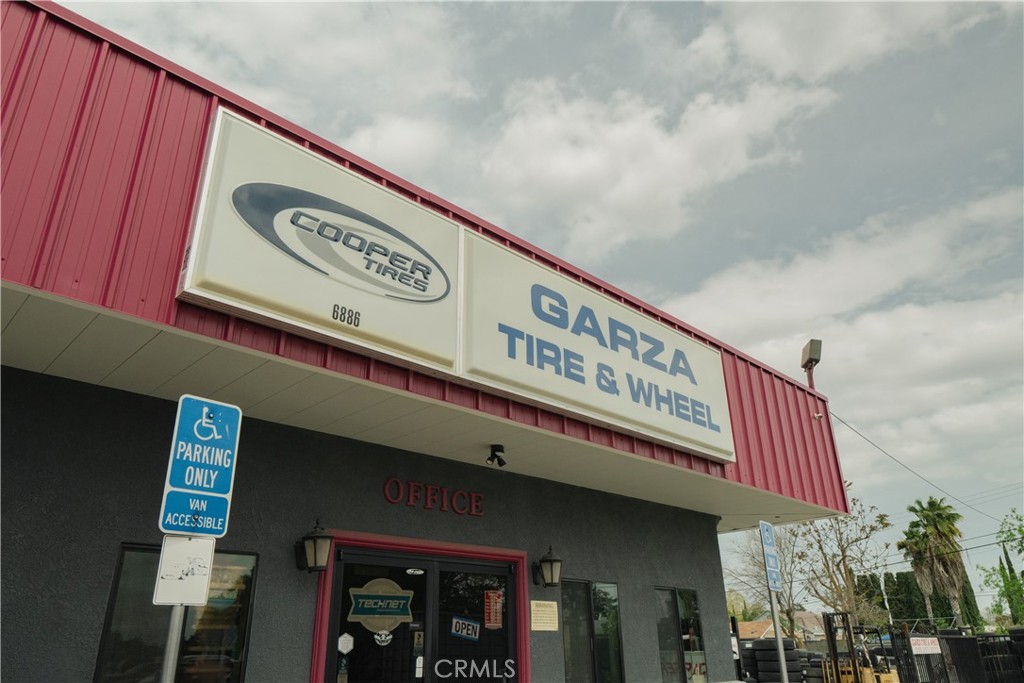 COOPER
TIRES
6886
GARZA
TIRE & WHEEL
PARKING
ONLY
VAN
ACCESSIBLE
OFFICE
TECHNET
OPEN
CRMLS